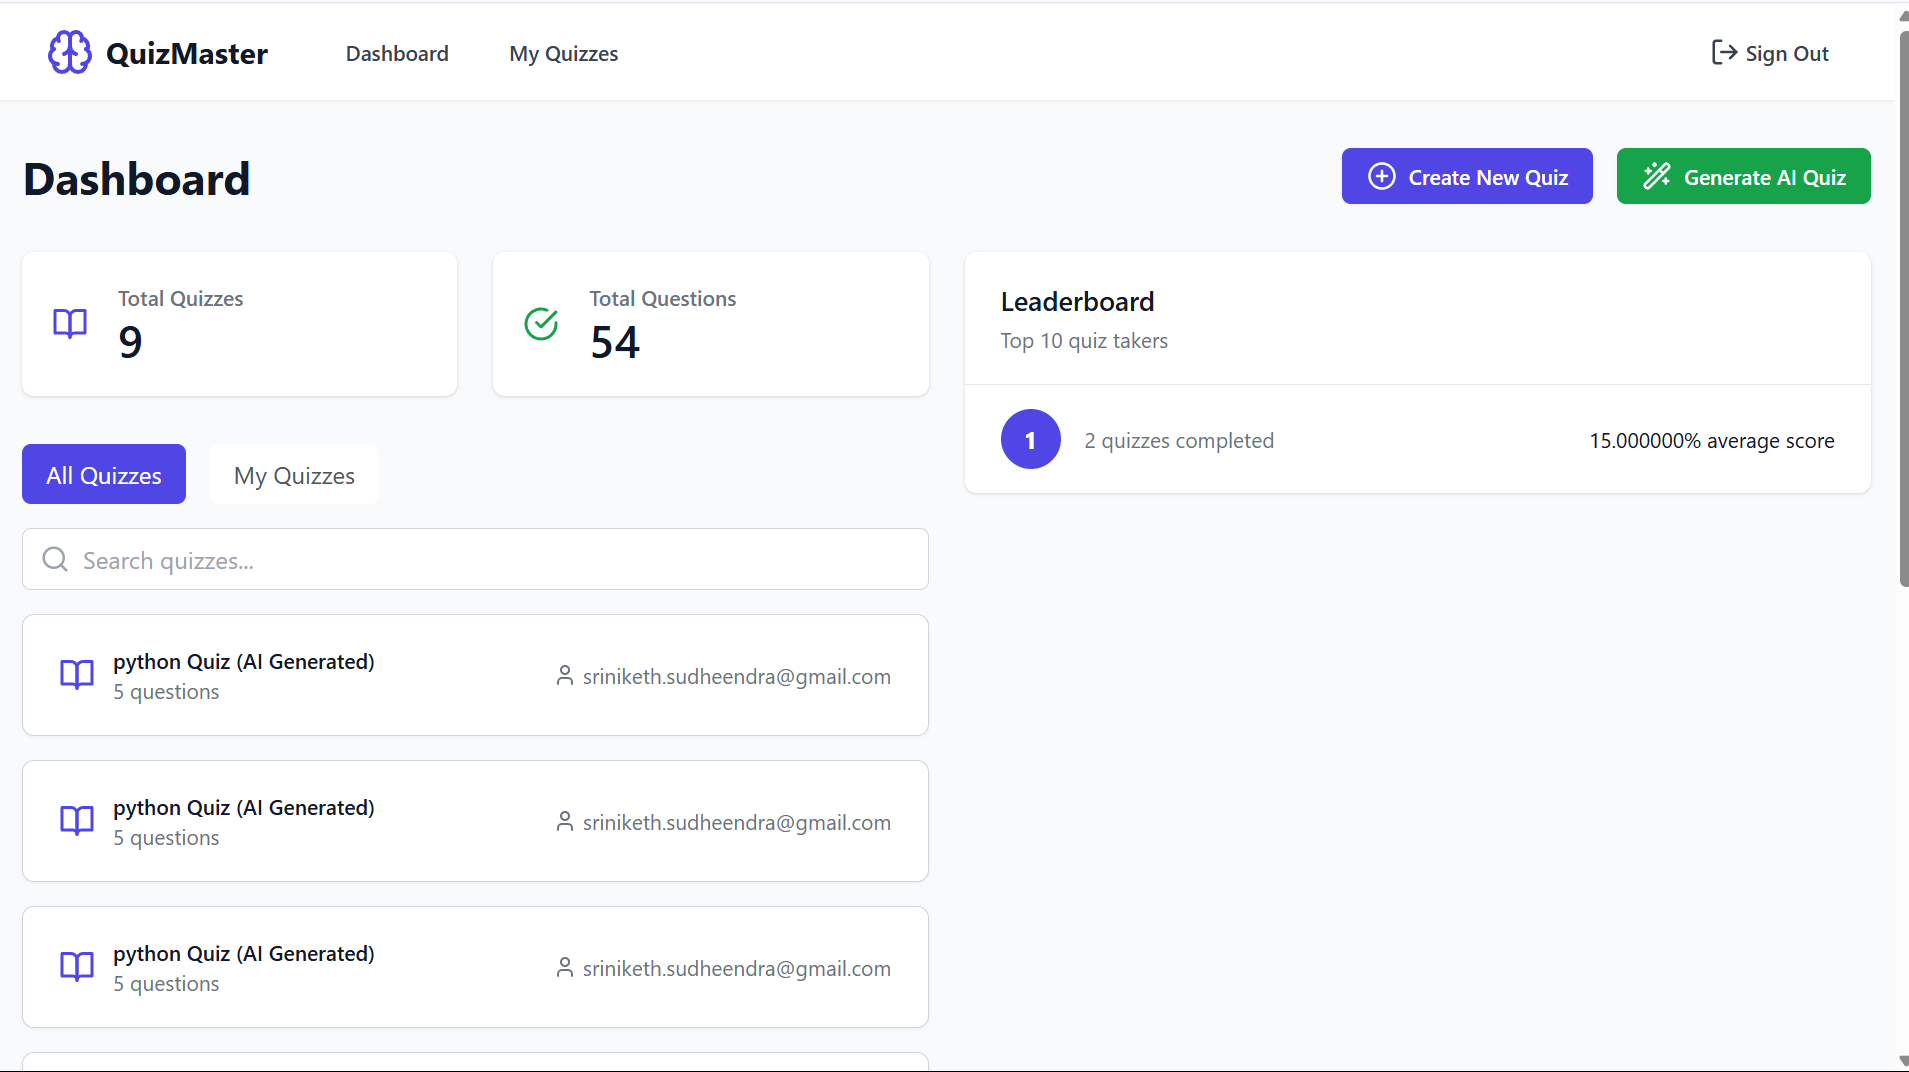 QuizMaster
Dashboard
My Quizzes
Sign Out
Dashboard
Create New Quiz
Generate AI Quiz
Total Quizzes
9
Total Questions
54
All Quizzes
My Quizzes
Search quizzes...
python Quiz (AI Generated)
5 questions
sriniketh.sudheendra@gmail.com
python Quiz (AI Generated)
5 questions
sriniketh.sudheendra@gmail.com
python Quiz (AI Generated)
5 questions
sriniketh.sudheendra@gmail.com
Leaderboard
Top 10 quiz takers
1
2 quizzes completed
15.000000% average score